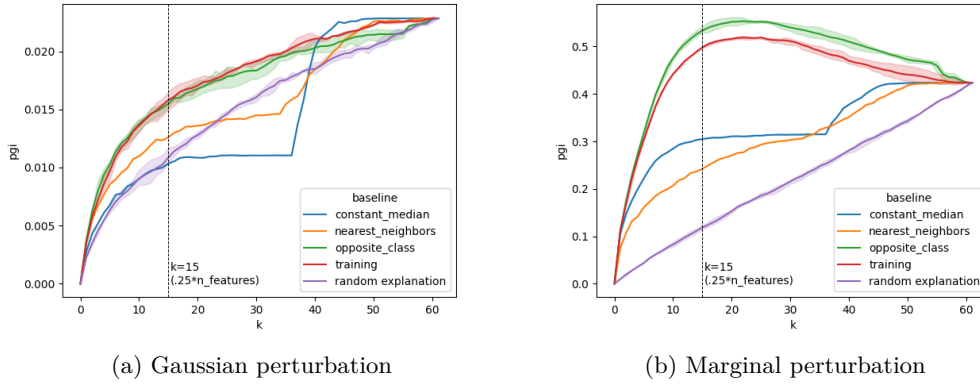 0.020
0.015
0.010
0.005
0.000
pgi
k=15
(.25*n_features)
baseline
constant_median
nearest_neighbors
opposite_class
training
random explanation
0 10 20 30 40 50 60
k
(a) Gaussian perturbation
0.5
0.4
0.3
0.2
0.1
0.0
pgi
k=15
(.25*n_features)
baseline
constant_median
nearest_neighbors
opposite_class
training
random explanation
0 10 20 30 40 50 60
k
(b) Marginal perturbation